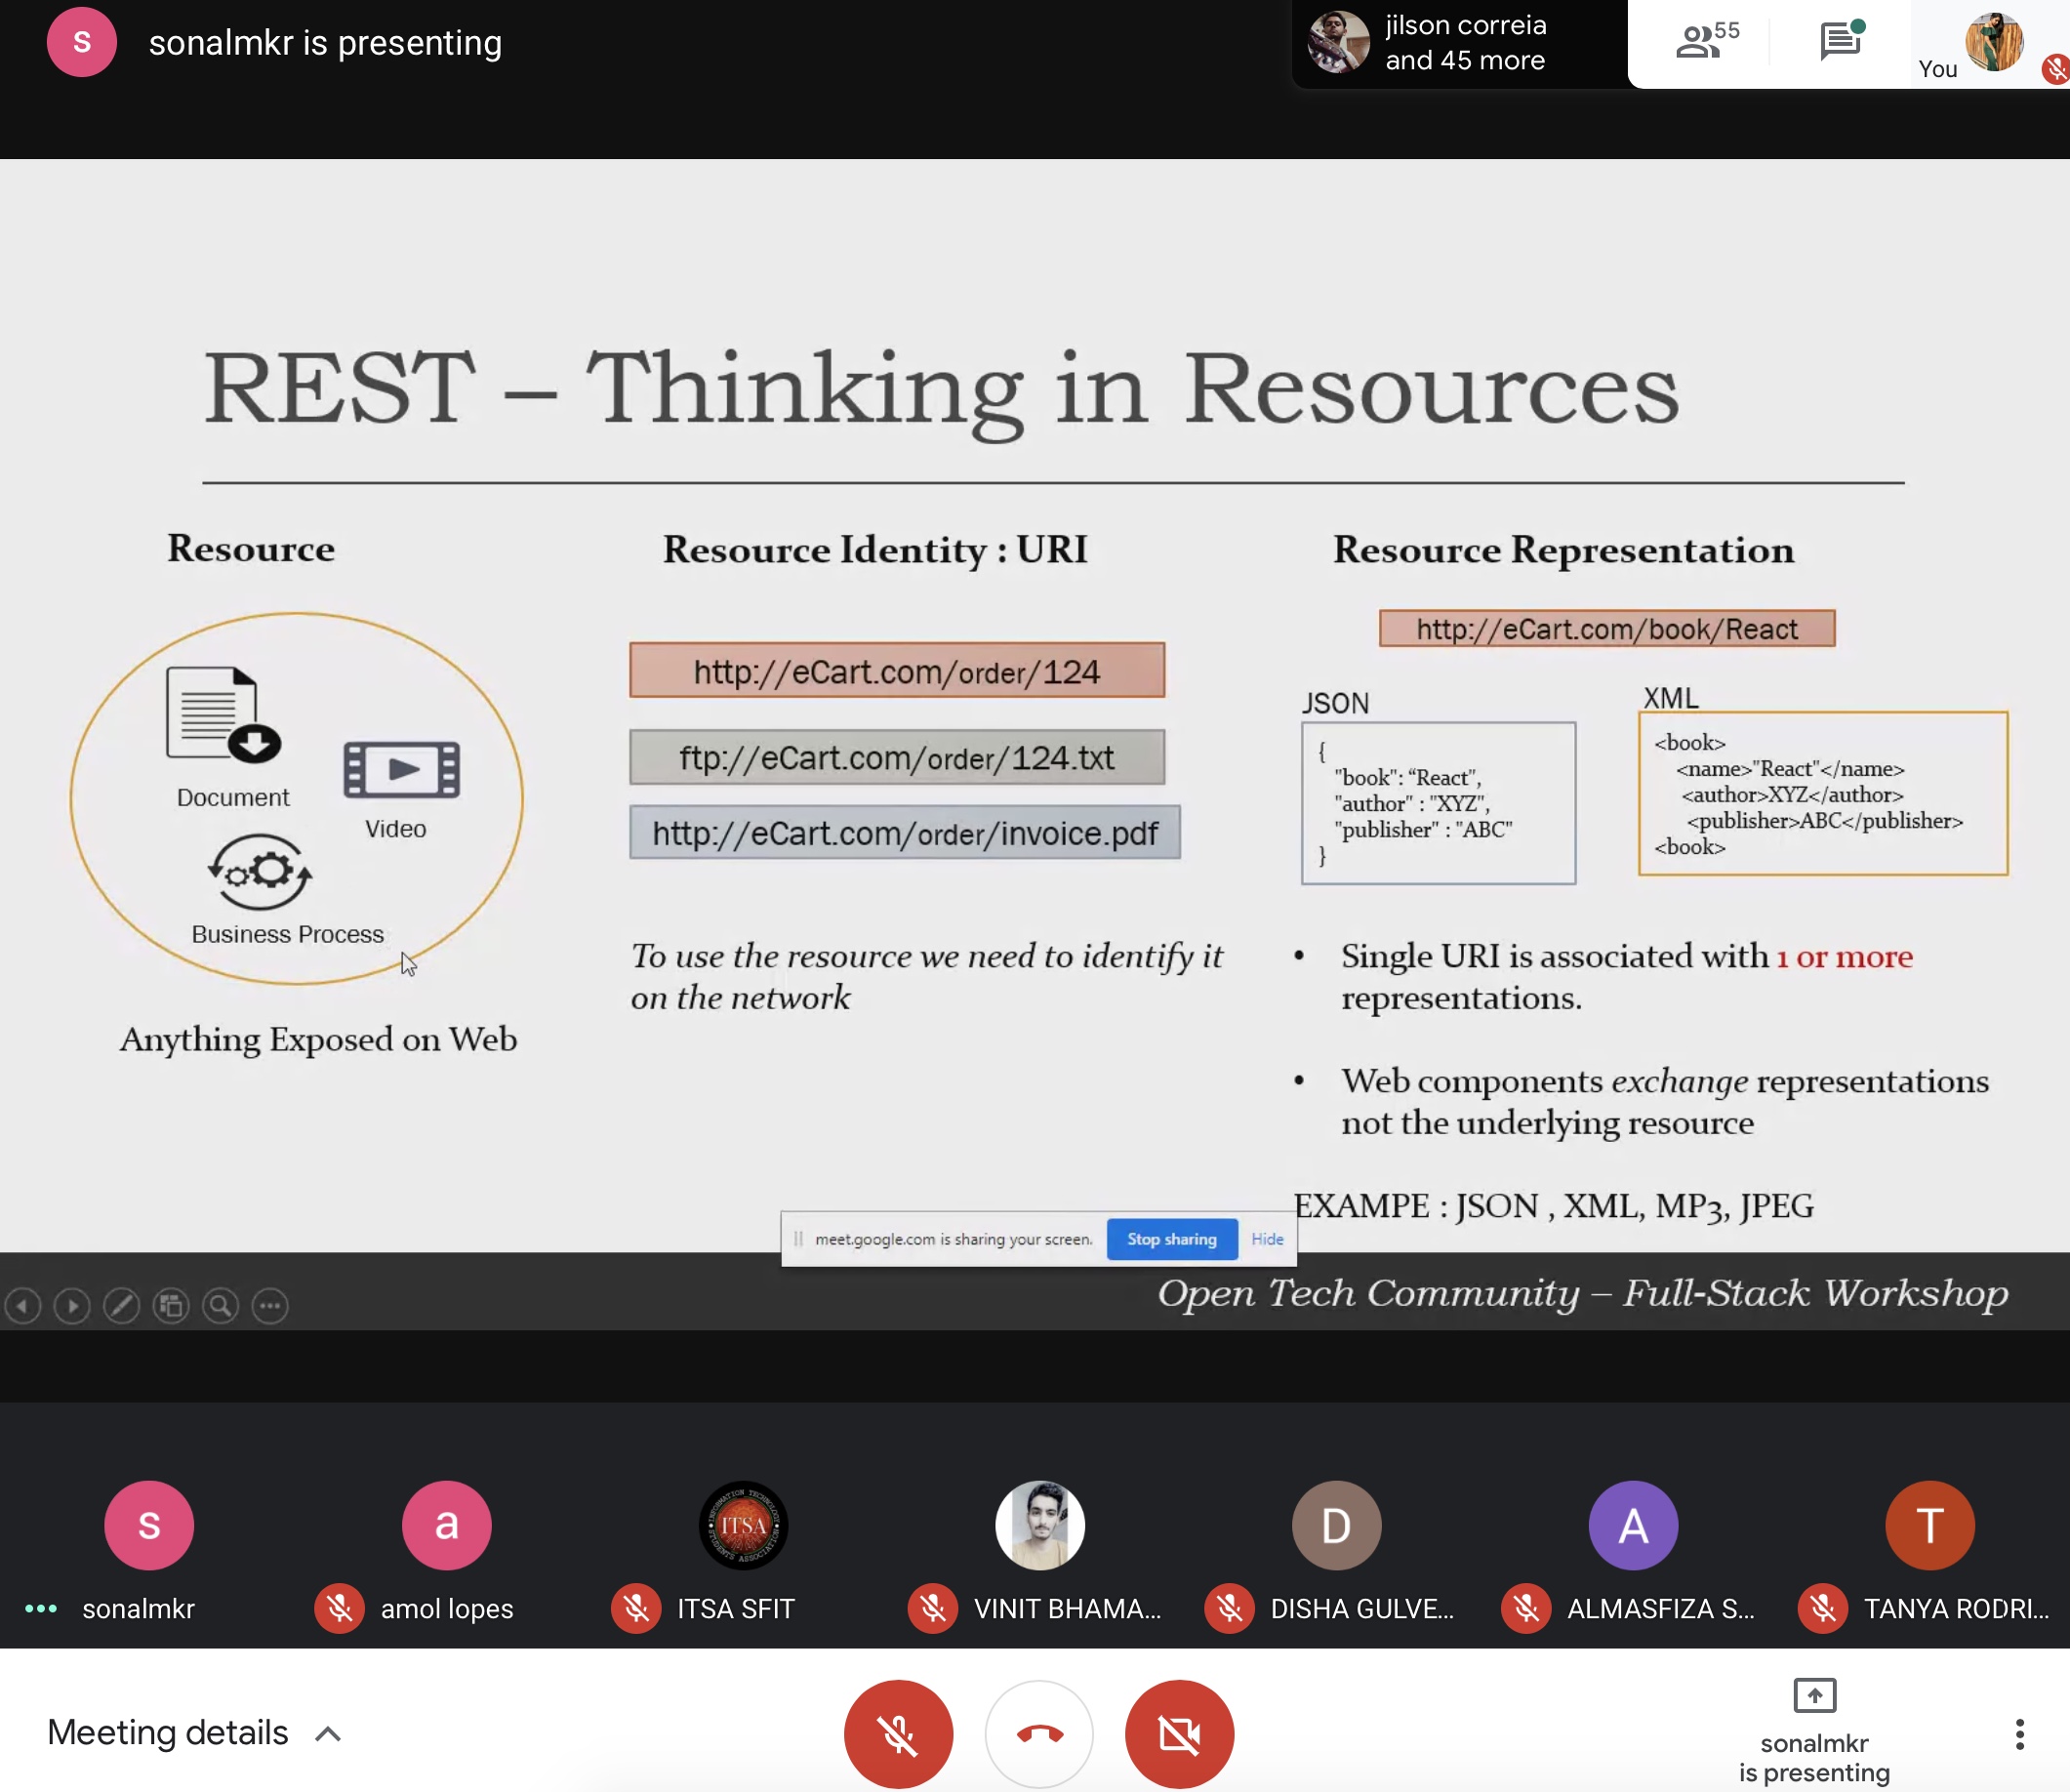 S
sonalmkr is presenting
jilson correia
and 45 more
55
You
REST – Thinking in Resources
Resource
Document
Video
Business Process
Anything Exposed on Web
Resource Identity : URI
http://eCart.com/order/124
ftp://eCart.com/order/124.txt
http://eCart.com/order/invoice.pdf
To use the resource we need to identify it
on the network
Resource Representation
http://eCart.com/book/React
JSON
{
"book": “React",
"author" : "XYZ",
"publisher" : "ABC"
}
XML
<book>
<name>"React"</name>
<author>XYZ</author>
<publisher>ABC</publisher>
<book>
• Single URI is associated with 1 or more
representations.
• Web components exchange representations
not the underlying resource
EXAMPE : JSON , XML, MP3, JPEG
meet.google.com is sharing your screen. Stop sharing Hide
Open Tech Community – Full-Stack Workshop
s
a
INFORMATION TECHNOLOGY
ITSA
STUDENTS ASSOCIATION
D
A
T
sonalmkr
amol lopes
ITSA SFIT
VINIT BHAMA...
DISHA GULVE...
ALMASFIZA S...
TANYA RODRI...
Meeting details
sonalmkr
is presenting